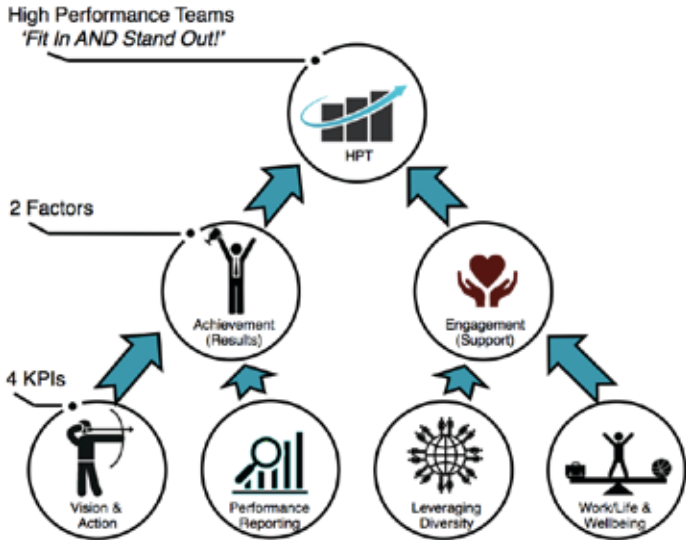 High Performance Teams
'Fit In AND Stand Out!'
HPT
2 Factors
Achievement
(Results)
Engagement
(Support)
4 KPIs
Vision &
Action
Performance
Reporting
Leveraging
Diversity
Work/Life &
Wellbeing